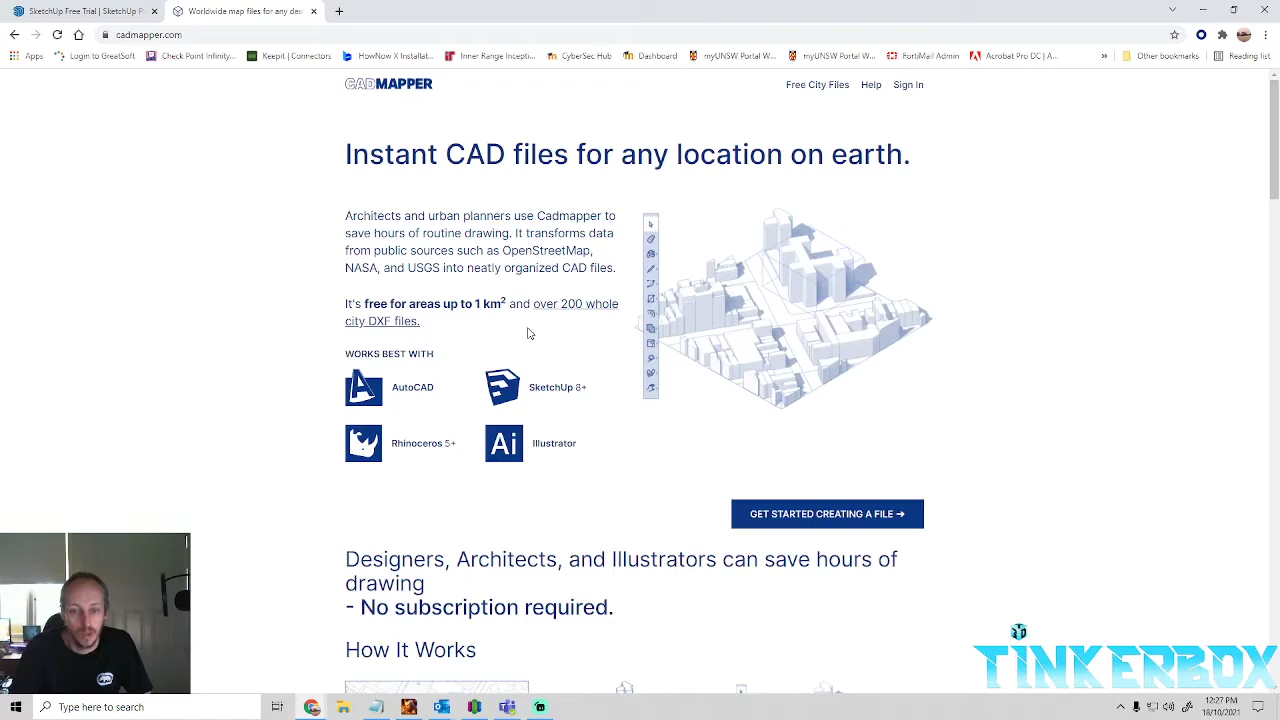 SketchUp Free Trial | SketchUp P
Worldwide map files for any des
cadmapper.com
Apps
Login to GreatSoft
Check Point Infinity...
Keepit | Connectors
HowNow X Installat...
Inner Range Incepti...
CyberSec Hub
Dashboard
myUNSW Portal W...
myUNSW Portal W...
FortiMail Admin
Acrobat Pro DC | A...
Other bookmarks
Reading list
CADMAPPER
Free City Files Help Sign In
Instant CAD files for any location on earth.
Architects and urban planners use Cadmapper to
save hours of routine drawing. It transforms data
from public sources such as OpenStreetMap,
NASA, and USGS into neatly organized CAD files.
It's free for areas up to 1 km² and over 200 whole
city DXF files.
WORKS BEST WITH
AutoCAD
SketchUp 8+
Rhinoceros 5+
Ai Illustrator
GET STARTED CREATING A FILE ➔
Designers, Architects, and Illustrators can save hours of
drawing
- No subscription required.
How It Works
TINKERBOX
Type here to search
12:27 PM
18/10/2021